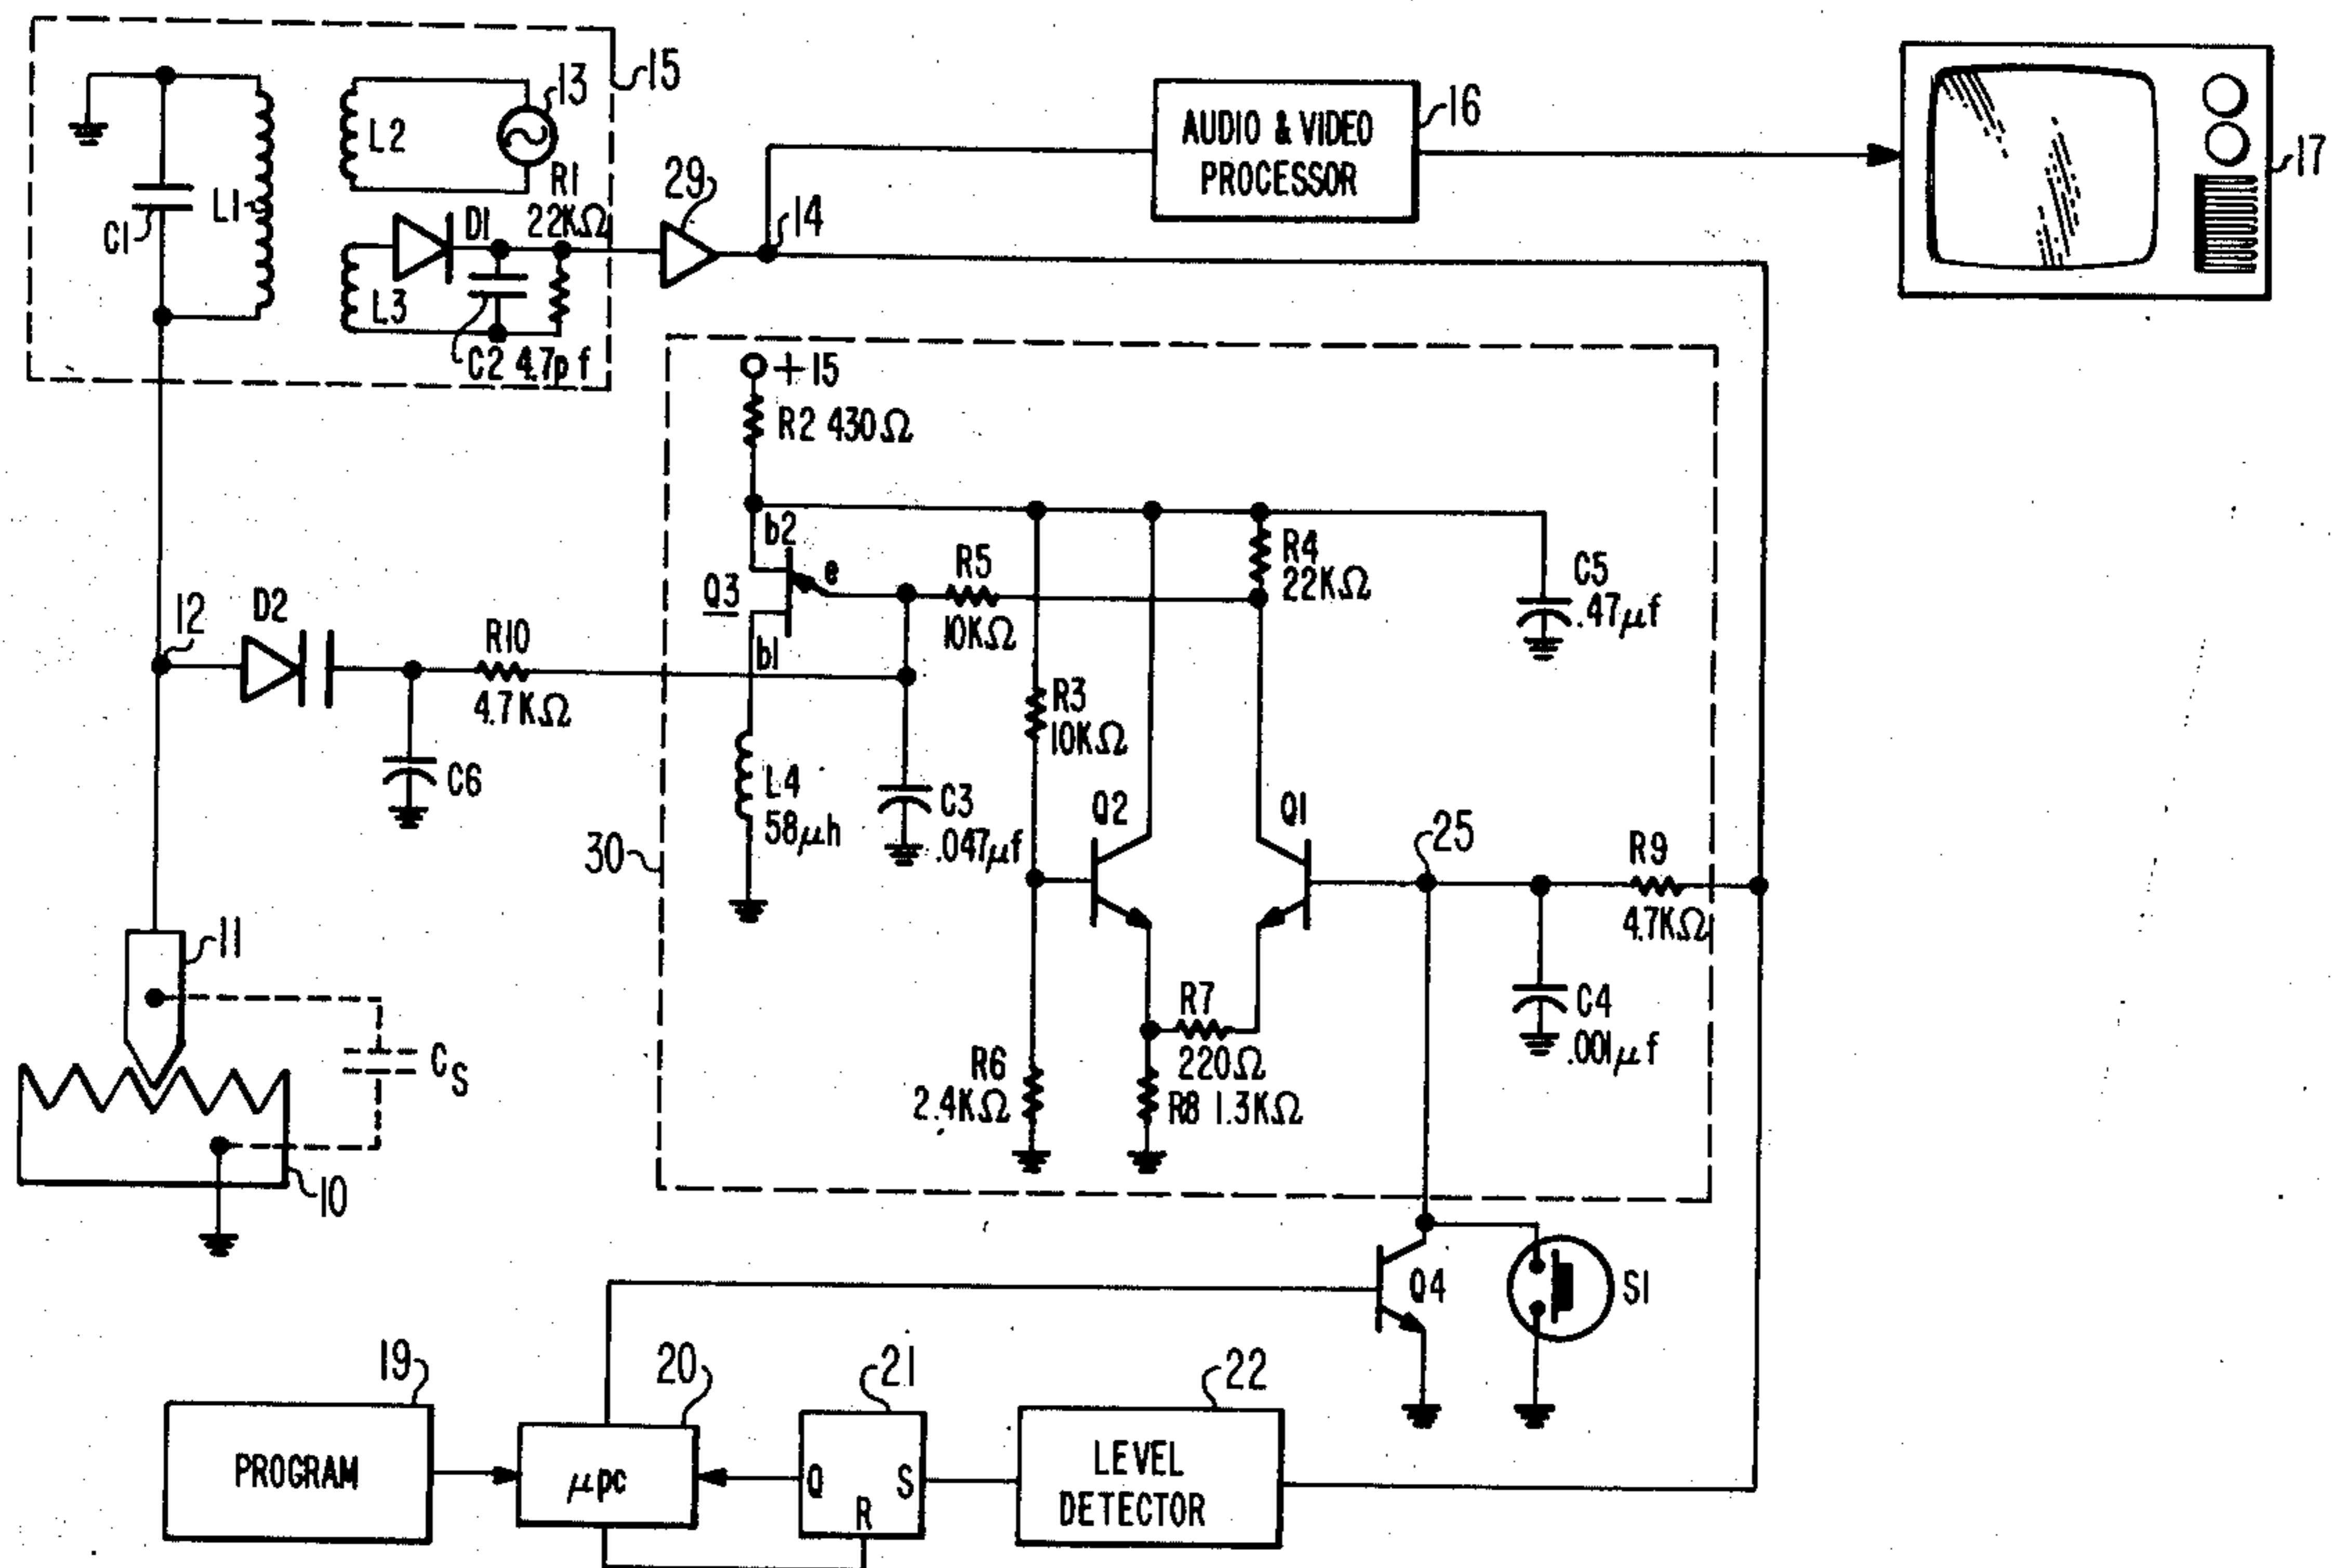 15
13
L2
L1
C1
R1
22KΩ
D1
L3
C2 4.7pf
29
14
AUDIO & VIDEO
PROCESSOR
16
17
+15
R2 430Ω
b2
e
Q3
b1
R5
10KΩ
R4
22KΩ
C5
.47μf
12
D2
R10
4.7KΩ
C6
R3
10KΩ
L4
58μh
C3
.047μf
Q2
Q1
25
R9
4.7KΩ
30
11
C4
.001μf
R7
220Ω
R6
2.4KΩ
R8 1.3KΩ
CS
10
Q4
S1
19
20
21
22
PROGRAM
μpc
Q
S
R
LEVEL
DETECTOR